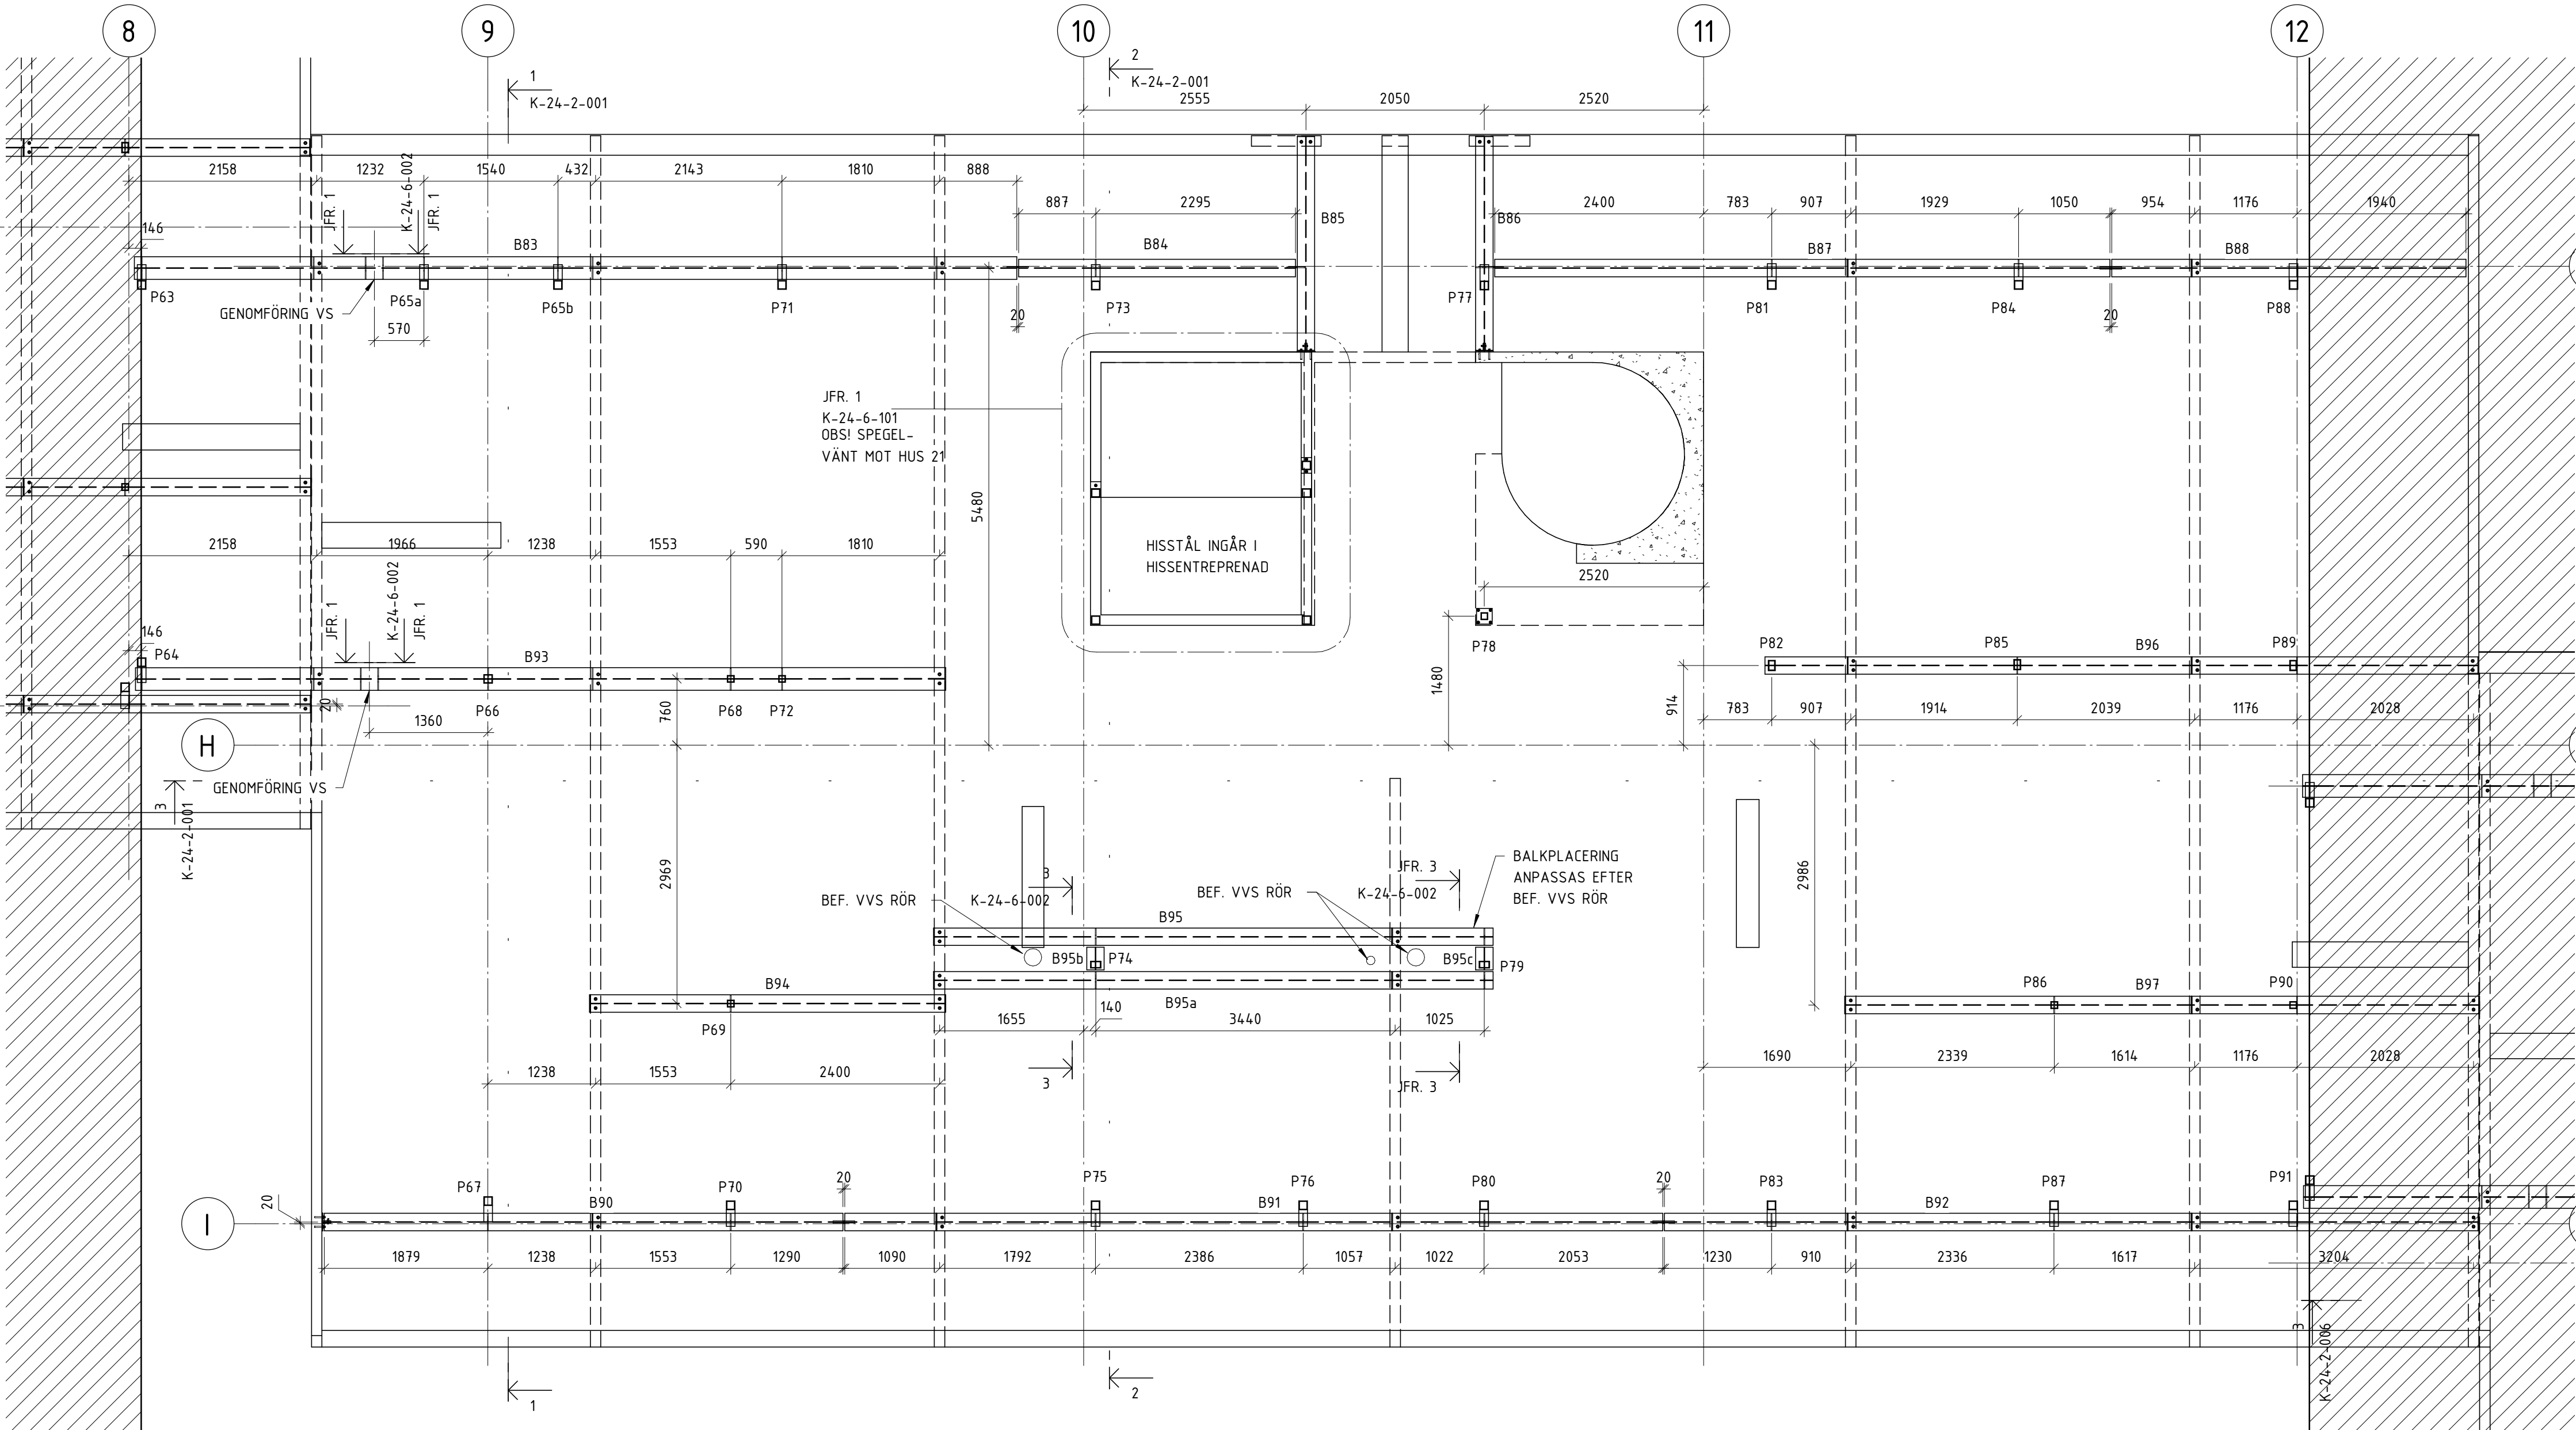 8
9
10
11
12
1
K-24-2-001
2
K-24-2-001
2555
2050
2520
2158
1232
1540
432
2143
1810
888
887
2295
2400
783
907
1929
1050
954
1176
1940
JFR. 1
K-24-6-002
JFR. 1
146
B83
B84
B85
B86
B87
B88
P63
P65a
P65b
P71
P73
P77
P81
P84
P88
GENOMFÖRING VS
570
20
20
JFR. 1
K-24-6-101
OBS! SPEGEL-
VÄNT MOT HUS 21
5480
HISSTÅL INGÅR I
HISSENTREPRENAD
2158
1966
1238
1553
590
1810
2520
JFR. 1
K-24-6-002
JFR. 1
146
P64
B93
P78
P82
P85
B96
P89
20
1360
P66
P68
P72
760
1480
914
783
907
1914
2039
1176
2028
H
GENOMFÖRING VS
3
K-24-2-001
2969
2986
BEF. VVS RÖR
3
K-24-6-002
BEF. VVS RÖR
JFR. 3
K-24-6-002
BALKPLACERING
ANPASSAS EFTER
BEF. VVS RÖR
B95
B95b
P74
B95c
P79
B95a
B94
P69
P86
B97
P90
1655
140
3440
1025
1238
1553
2400
3
JFR. 3
1690
2339
1614
1176
2028
I
20
P67
B90
P70
20
P75
B91
P76
P80
20
P83
B92
P87
P91
1879
1238
1553
1290
1090
1792
2386
1057
1022
2053
1230
910
2336
1617
3204
3
K-24-2-006
1
2